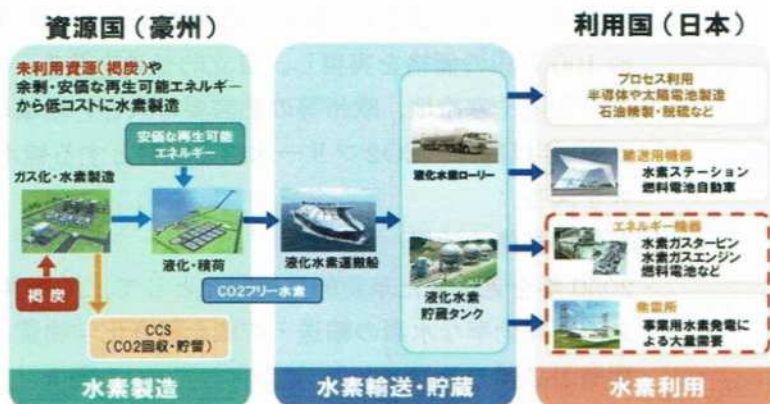 資源国(豪州)
利用国(日本)
未利用資源(褐炭)や
余剰・安価な再生可能エネルギー
から低コストに水素製造
安価な再生可能
エネルギー
ガス化・水素製造
液化・積荷
褐炭
CCS
(CO2回収・貯留)
水素製造
液化水素運搬船
CO2フリー水素
液化水素ローリー
液化水素
貯蔵タンク
水素輸送・貯蔵
プロセス利用
半導体や太陽電池製造
石油精製・脱硫など
輸送用機器
水素ステーション
燃料電池自動車
エネルギー機器
水素ガスタービン
水素ガスエンジン
燃料電池など
発電所
事業用水素発電に
よる大量需要
水素利用